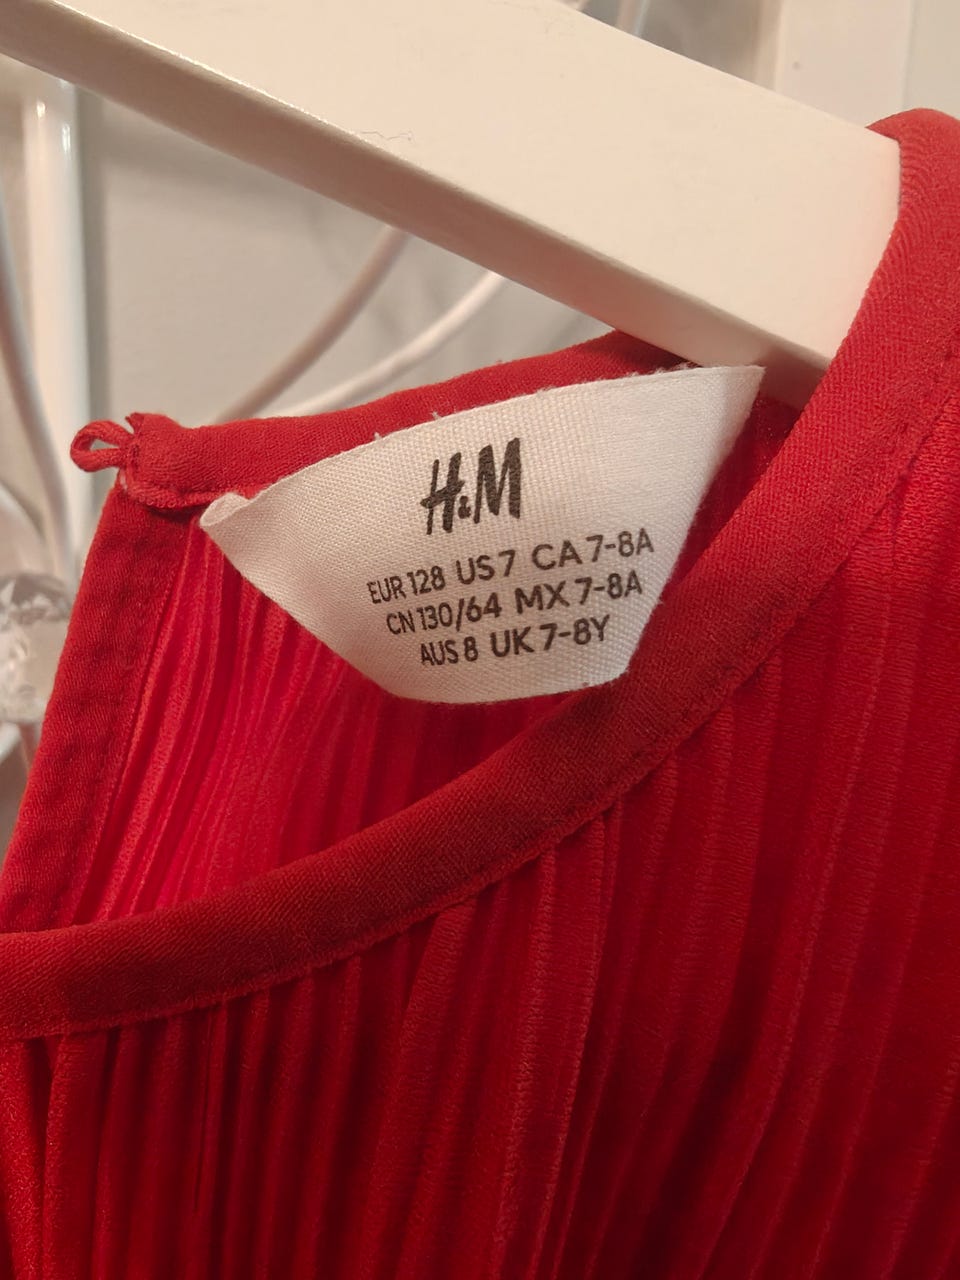 H&M
EUR 128 US 7 CA 7-8A
CN 130/64 MX 7-8A
AUS 8 UK 7-8Y